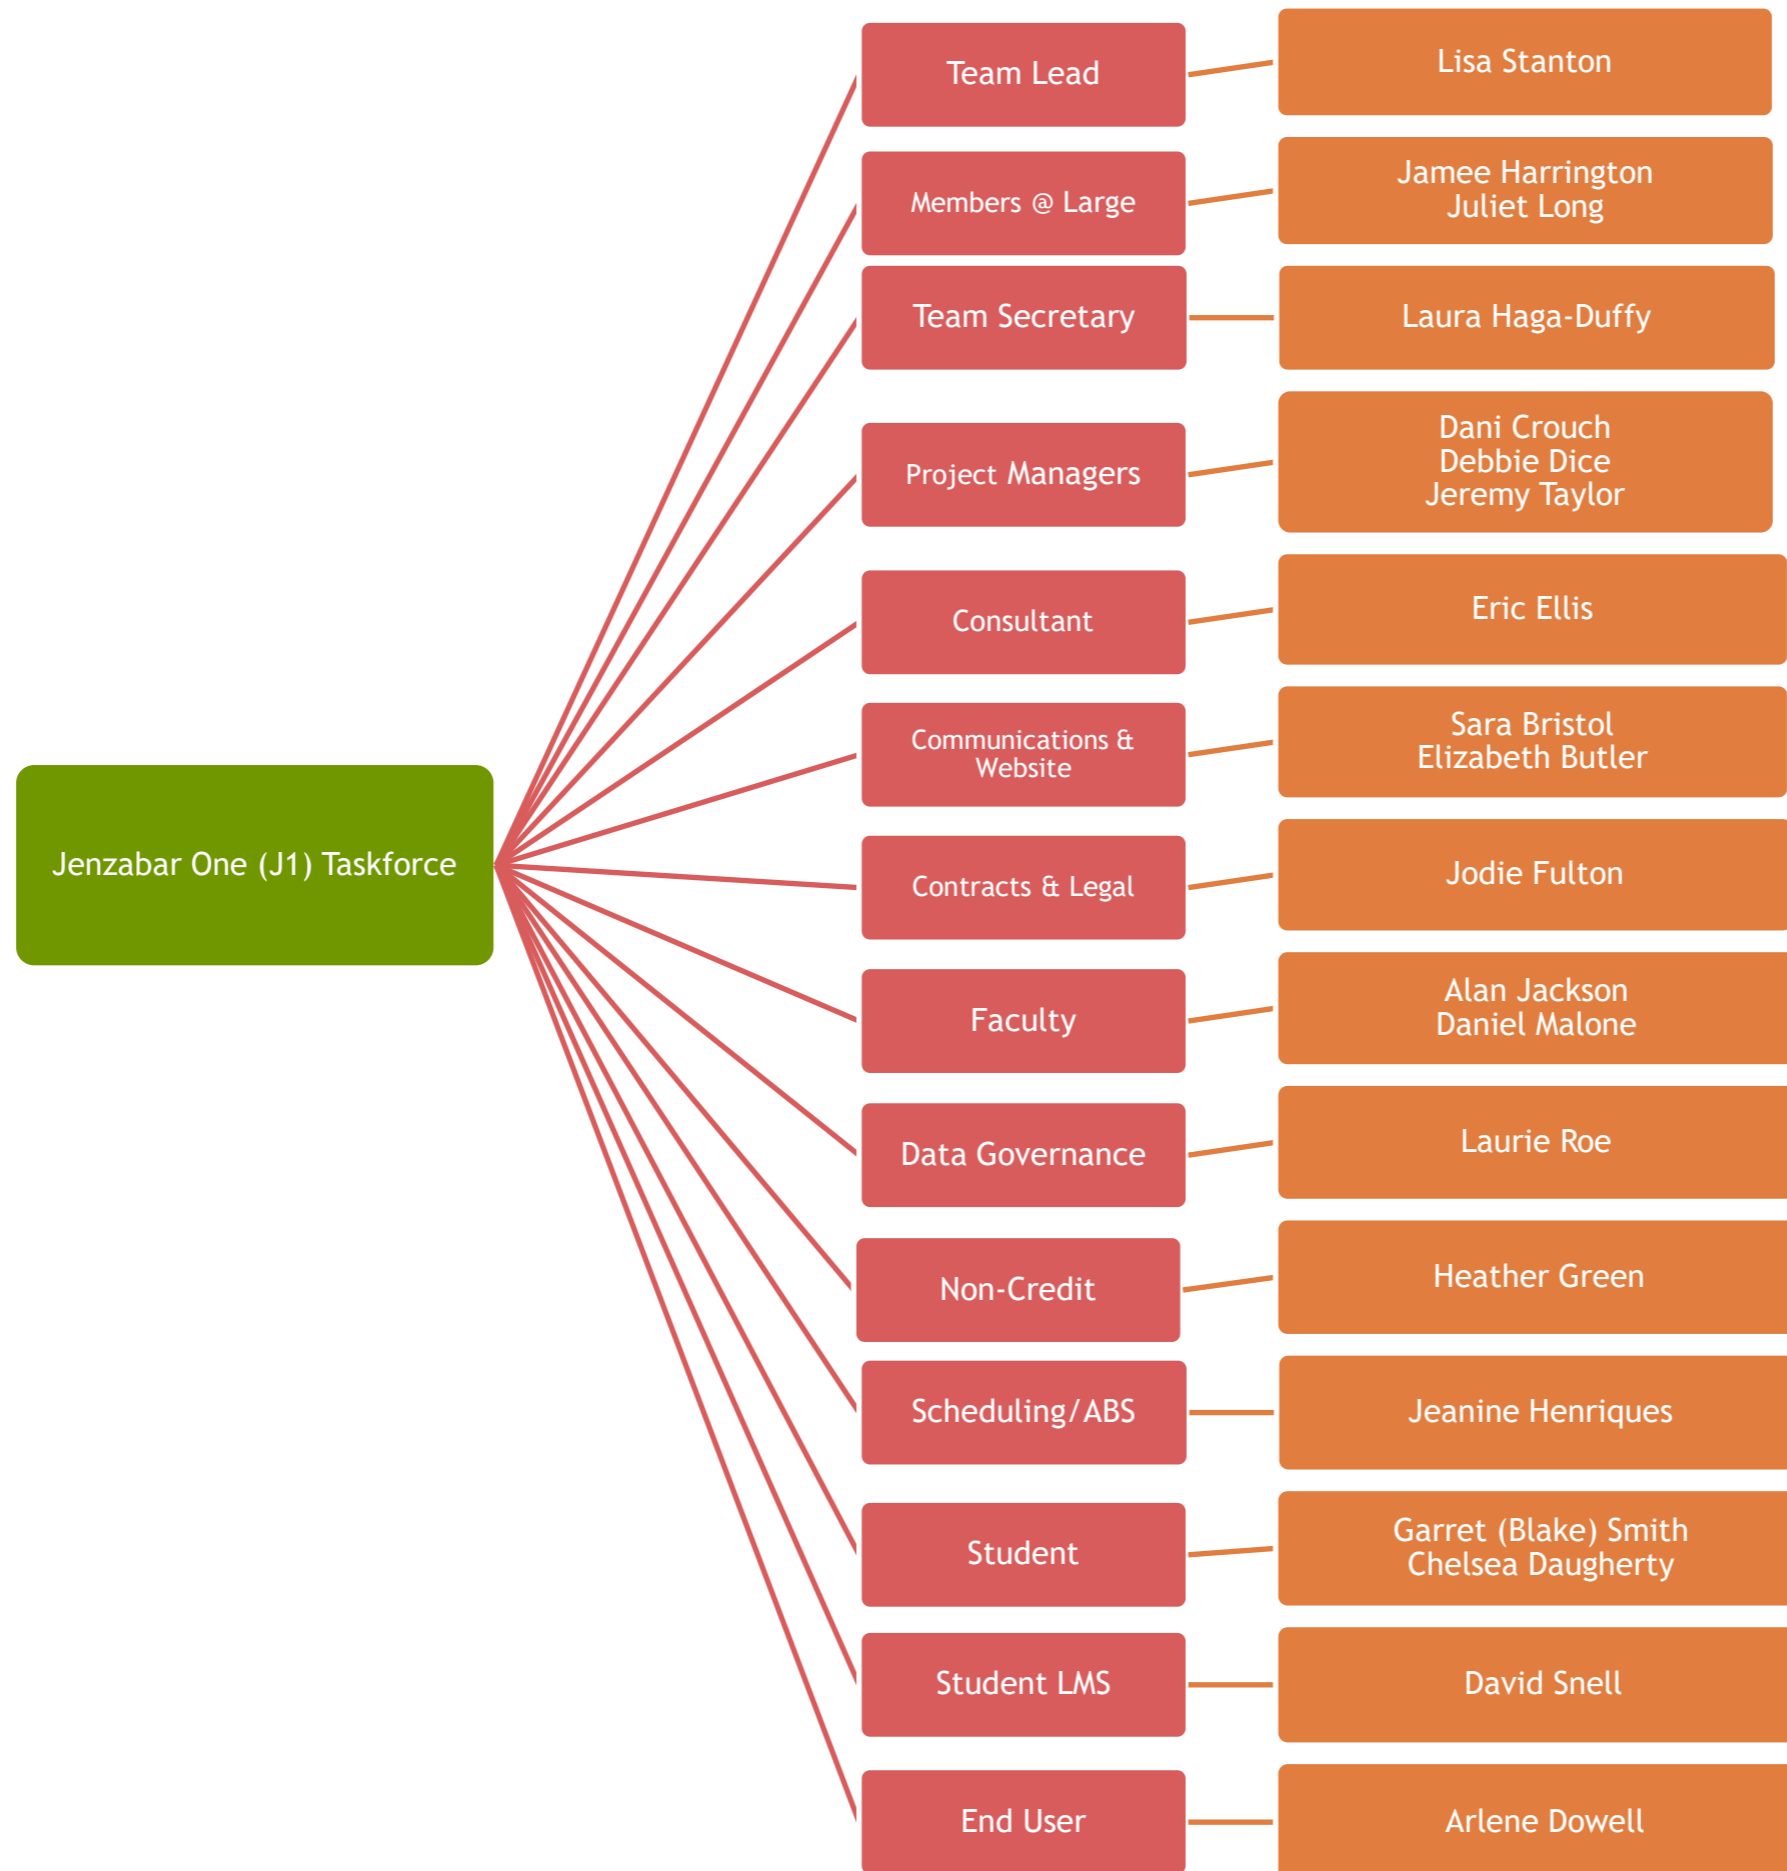 Jenzabar One (J1) Taskforce
Team Lead
Lisa Stanton
Members @ Large
Jamee Harrington
Juliet Long
Team Secretary
Laura Haga-Duffy
Project Managers
Dani Crouch
Debbie Dice
Jeremy Taylor
Consultant
Eric Ellis
Communications &
Website
Sara Bristol
Elizabeth Butler
Contracts & Legal
Jodie Fulton
Faculty
Alan Jackson
Daniel Malone
Data Governance
Laurie Roe
Non-Credit
Heather Green
Scheduling/ABS
Jeanine Henriques
Student
Garret (Blake) Smith
Chelsea Daugherty
Student LMS
David Snell
End User
Arlene Dowell